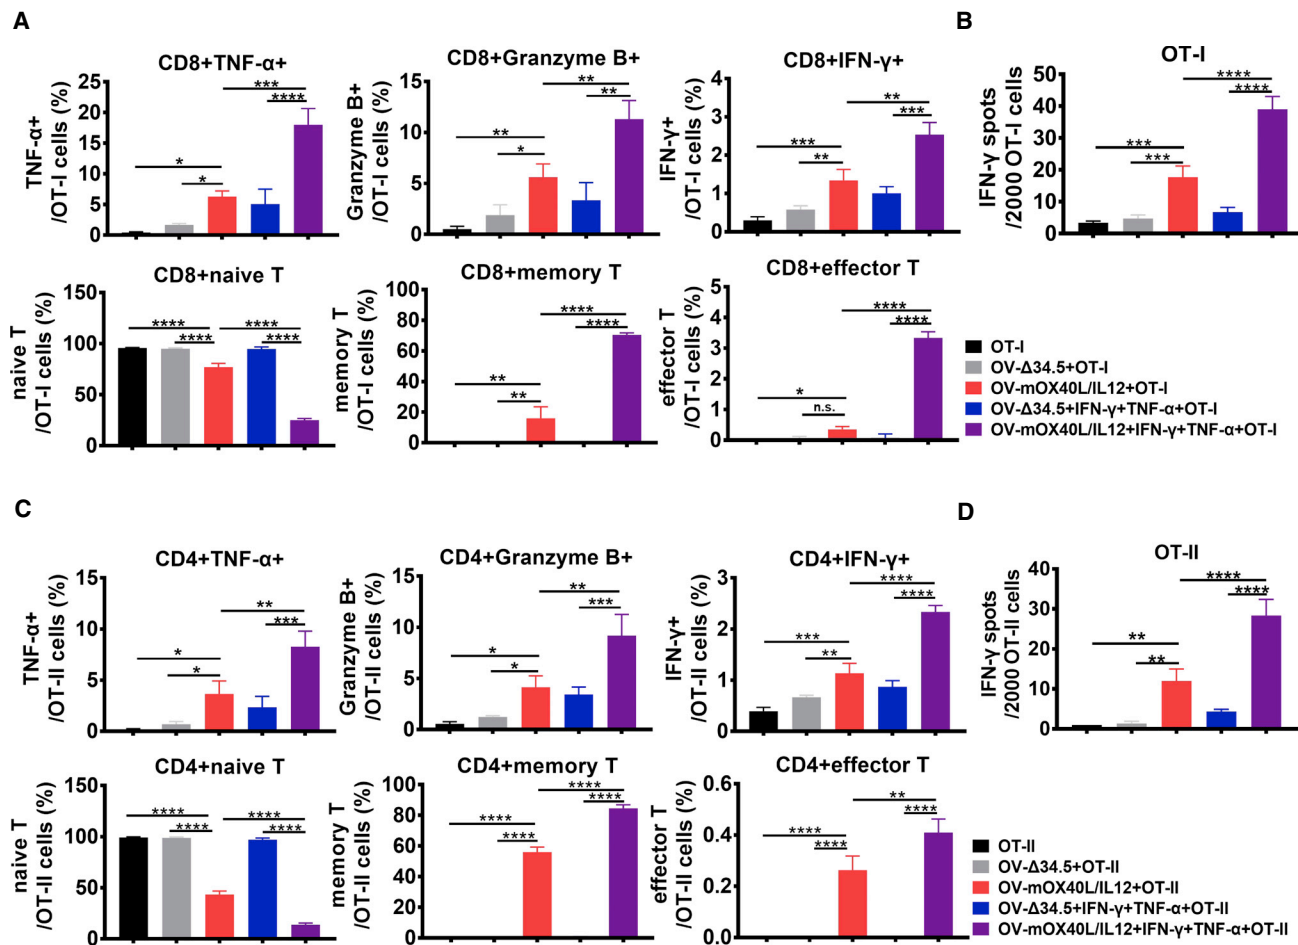 A
CD8+TNF-α+
TNF-α+
/OT-I cells (%)
25
20
15
10
5
0
*
*
***
****
CD8+Granzyme B+
Granzyme B+
/OT-I cells (%)
15
10
5
0
**
*
**
**
CD8+IFN-γ+
IFN-γ+
/OT-I cells (%)
4
3
2
1
0
***
**
**
***
B
OT-I
IFN-γ spots
/2000 OT-I cells
50
40
30
20
10
0
***
***
****
****
CD8+naive T
naive T
/OT-I cells (%)
150
100
50
0
****
****
****
****
CD8+memory T
memory T
/OT-I cells (%)
100
80
60
40
20
0
**
**
****
****
CD8+effector T
effector T
/OT-I cells (%)
5
4
3
2
1
0
*
n.s.
****
****
OT-I
OV-Δ34.5+OT-I
OV-mOX40L/IL12+OT-I
OV-Δ34.5+IFN-γ+TNF-α+OT-I
OV-mOX40L/IL12+IFN-γ+TNF-α+OT-I
C
CD4+TNF-α+
TNF-α+
/OT-II cells (%)
15
10
5
0
*
*
**
***
CD4+Granzyme B+
Granzyme B+
/OT-II cells (%)
15
10
5
0
*
*
**
***
CD4+IFN-γ+
IFN-γ+
/OT-II cells (%)
3
2
1
0
***
**
****
****
D
OT-II
IFN-γ spots
/2000 OT-II cells
40
30
20
10
0
**
**
****
****
CD4+naive T
naive T
/OT-II cells (%)
150
100
50
0
****
****
****
****
CD4+memory T
memory T
/OT-II cells (%)
100
80
60
40
20
0
****
****
****
****
CD4+effector T
effector T
/OT-II cells (%)
0.6
0.4
0.2
0.0
****
****
**
****
OT-II
OV-Δ34.5+OT-II
OV-mOX40L/IL12+OT-II
OV-Δ34.5+IFN-γ+TNF-α+OT-II
OV-mOX40L/IL12+IFN-γ+TNF-α+OT-II